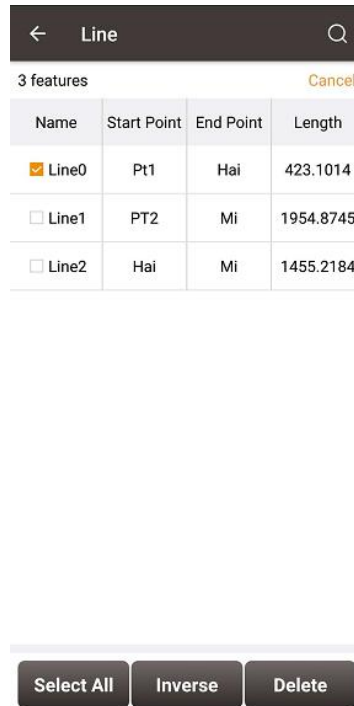 Line
3 features Cancel
Name Start Point End Point Length
Line0 Pt1 Hai 423.1014
Line1 PT2 Mi 1954.8745
Line2 Hai Mi 1455.2184
Select All Inverse Delete